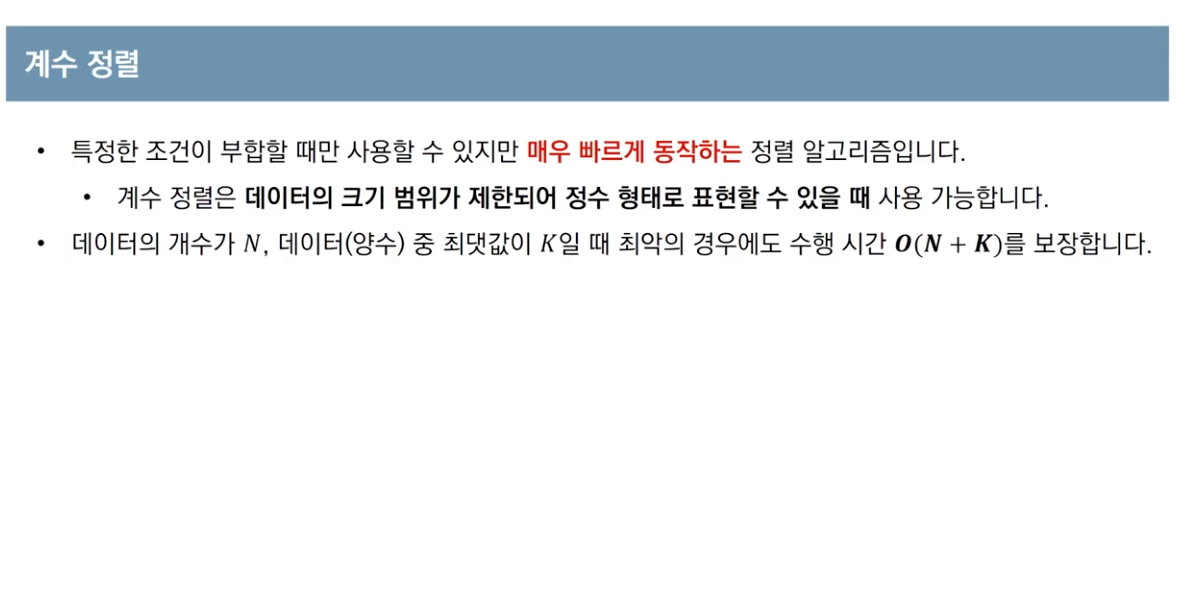 계수 정렬
• 특정한 조건이 부합할 때만 사용할 수 있지만 매우 빠르게 동작하는 정렬 알고리즘입니다.
• 계수 정렬은 데이터의 크기 범위가 제한되어 정수 형태로 표현할 수 있을 때 사용 가능합니다.
• 데이터의 개수가 N, 데이터(양수) 중 최댓값이 K일 때 최악의 경우에도 수행 시간 O(N + K)를 보장합니다.